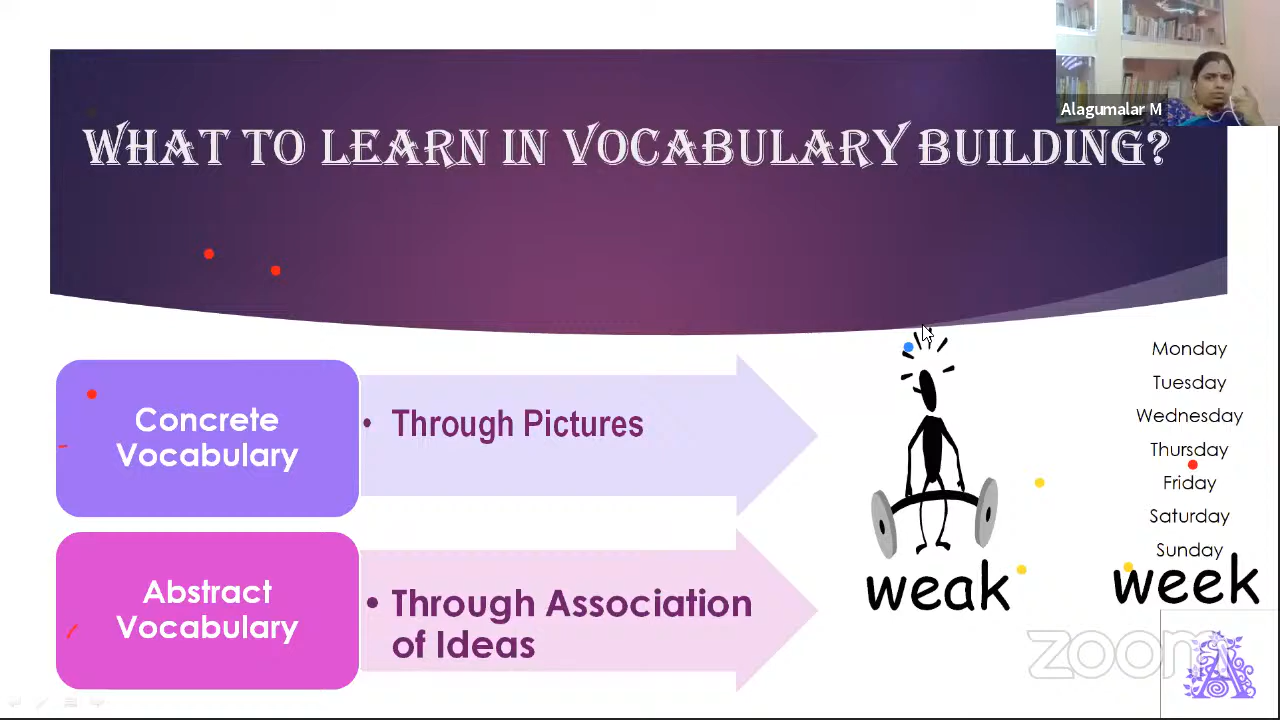 Alagumalar M
WHAT TO LEARN IN VOCABULARY BUILDING?
Concrete
Vocabulary
• Through Pictures
Abstract
Vocabulary
• Through Association
of Ideas
weak
Monday
Tuesday
Wednesday
Thursday
Friday
Saturday
Sunday
week
zoom
A